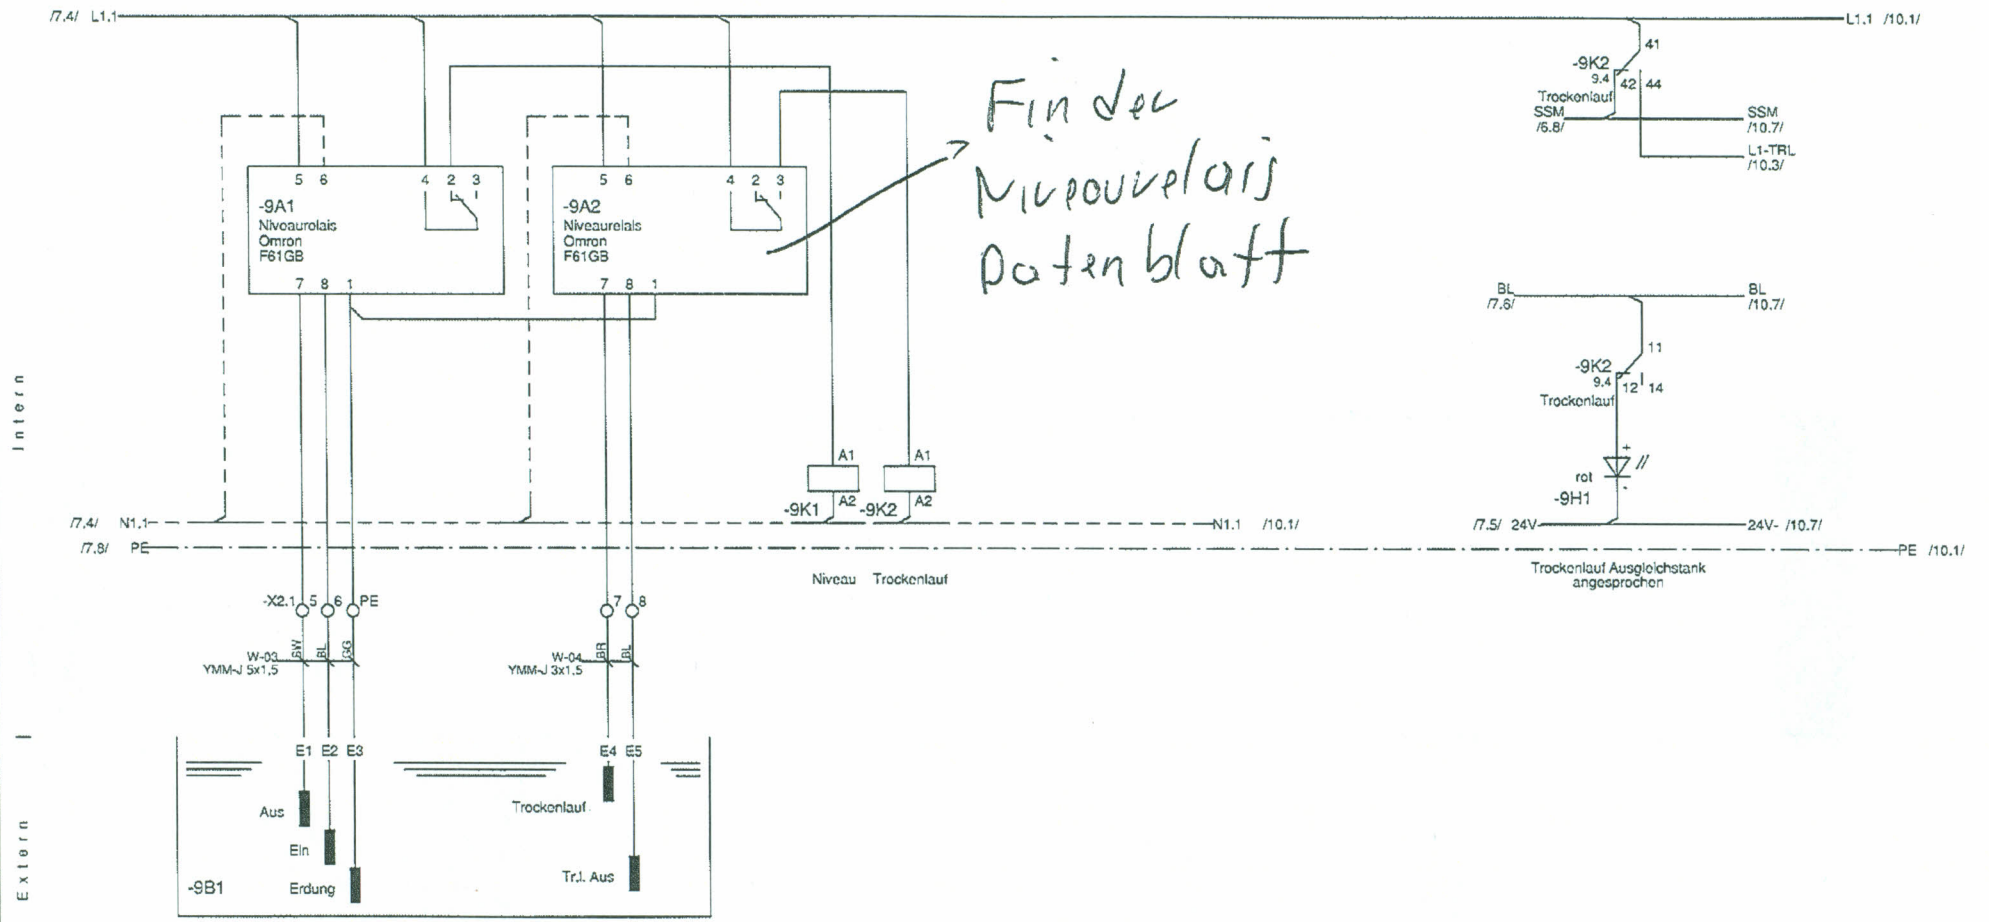 /7.4/ L1.1
L1.1 /10.1/
41
-9K2
9.4
42 44
Trockenlauf
SSM
/6.8/
SSM
/10.7/
L1-TRL
/10.3/
Finder
Niveaurelais
Datenblatt
5 6 4 2 3
-9A1
Niveaurelais
Omron
F61GB
7 8 1
5 6 4 2 3
-9A2
Niveaurelais
Omron
F61GB
7 8 1
BL
/7.6/
BL
/10.7/
11
-9K2
9.4
12 14
Trockenlauf
+
rot
-
-9H1
Intern
A1 A1
A2 A2
-9K1 -9K2
/7.4/ N1.1
N1.1 /10.1/
/7.5/ 24V-
24V- /10.7/
/7.8/ PE
PE /10.1/
Niveau Trockenlauf
Trockenlauf Ausgleichstank
angesprochen
-X2.1 5 6 PE
7 8
SW BL GG
BR BL
W-03
YMM-J 5x1,5
W-04
YMM-J 3x1,5
E1 E2 E3
E4 E5
Aus
Trockenlauf
Ein
Tr.l. Aus
-9B1
Erdung
Extern